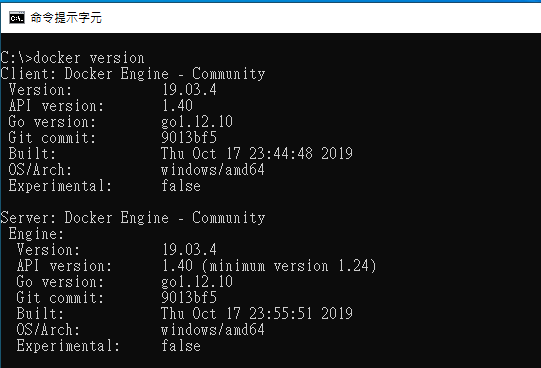 命令提示字元
C:\>docker version
Client: Docker Engine - Community
Version: 19.03.4
API version: 1.40
Go version: go1.12.10
Git commit: 9013bf5
Built: Thu Oct 17 23:44:48 2019
OS/Arch: windows/amd64
Experimental: false
Server: Docker Engine - Community
Engine:
Version: 19.03.4
API version: 1.40 (minimum version 1.24)
Go version: go1.12.10
Git commit: 9013bf5
Built: Thu Oct 17 23:55:51 2019
OS/Arch: windows/amd64
Experimental: false